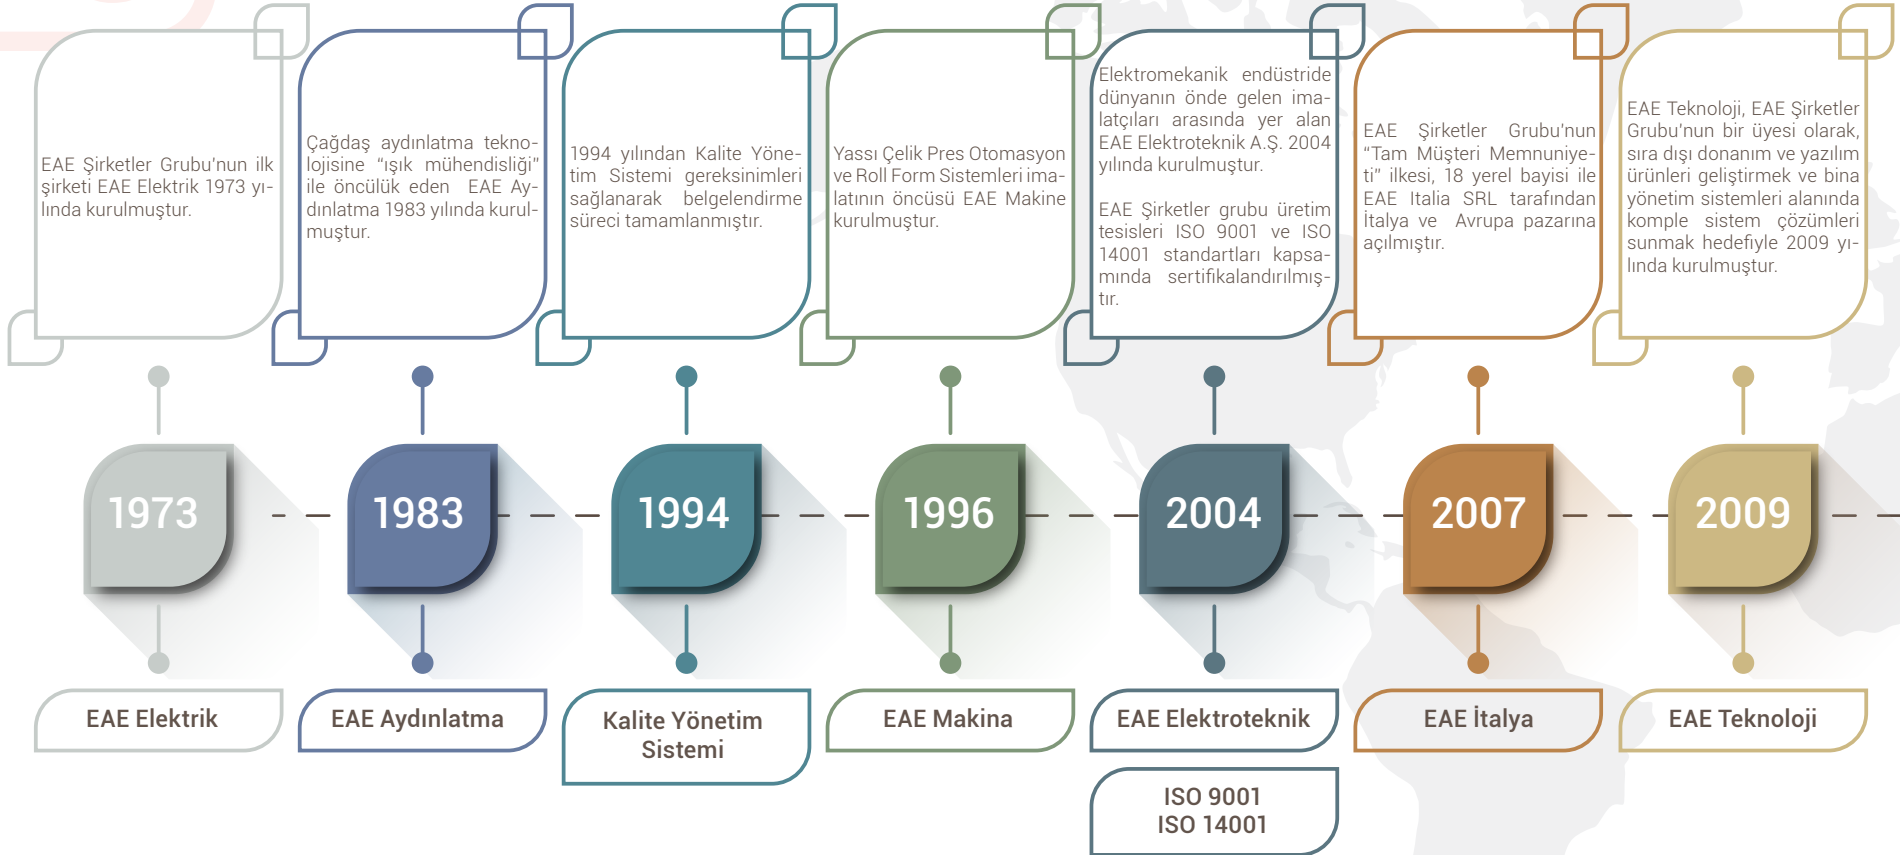 EAE Şirketler Grubu'nun ilk
şirketi EAE Elektrik 1973 yı-
lında kurulmuştur.
Çağdaş aydınlatma tekno-
lojisine “ışık mühendisliği”
ile öncülük eden EAE Ay-
dınlatma 1983 yılında kurul-
muştur.
1994 yılından Kalite Yöne-
tim Sistemi gereksinimleri
sağlanarak belgelendirme
süreci tamamlanmıştır.
Yassı Çelik Pres Otomasyon
ve Roll Form Sistemleri ima-
latının öncüsü EAE Makine
kurulmuştur.
Elektromekanik endüstride
dünyanın önde gelen ima-
latçıları arasında yer alan
EAE Elektroteknik A.Ş. 2004
yılında kurulmuştur.
EAE Şirketler grubu üretim
tesisleri ISO 9001 ve ISO
14001 standartları kapsa-
mında sertifikalandırılmış-
tır.
EAE Şirketler Grubu'nun
“Tam Müşteri Memnuniye-
ti” ilkesi, 18 yerel bayisi ile
EAE Italia SRL tarafından
İtalya ve Avrupa pazarına
açılmıştır.
EAE Teknoloji, EAE Şirketler
Grubu'nun bir üyesi olarak,
sıra dışı donanım ve yazılım
ürünleri geliştirmek ve bina
yönetim sistemleri alanında
komple sistem çözümleri
sunmak hedefiyle 2009 yı-
lında kurulmuştur.
1973
1983
1994
1996
2004
2007
2009
EAE Elektrik
EAE Aydınlatma
Kalite Yönetim
Sistemi
EAE Makina
EAE Elektroteknik
EAE İtalya
EAE Teknoloji
ISO 9001
ISO 14001